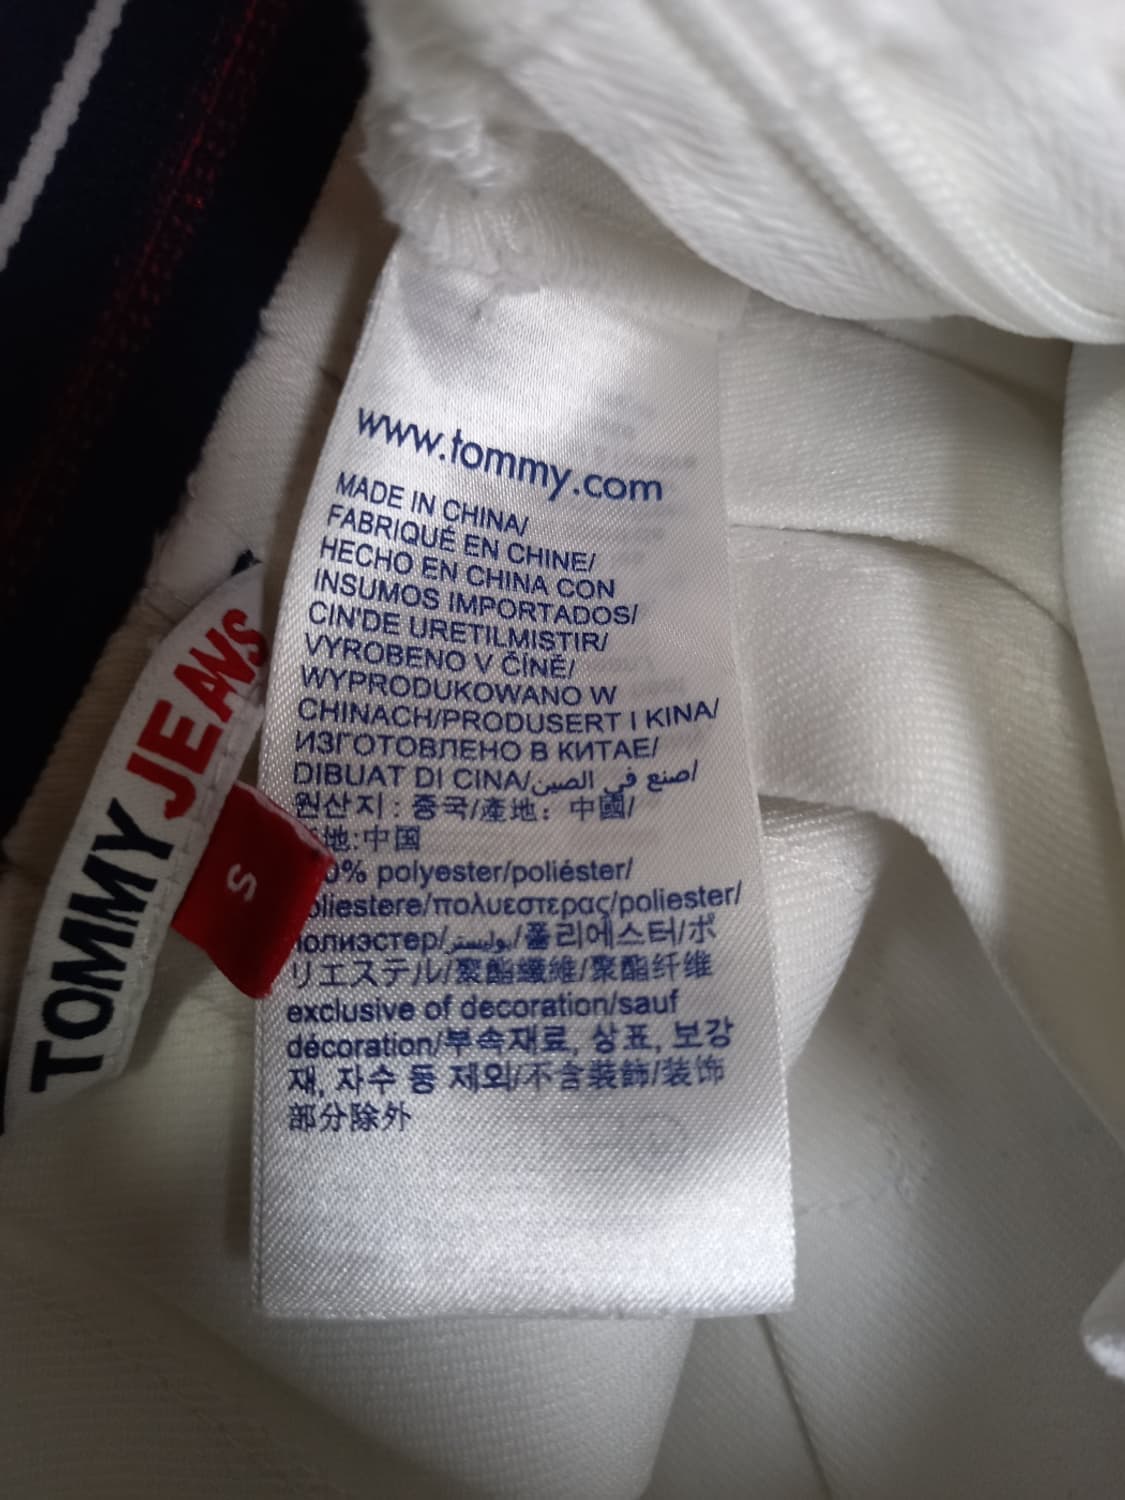 www.tommy.com
MADE IN CHINA/
FABRIQUÉ EN CHINE/
HECHO EN CHINA CON
INSUMOS IMPORTADOS/
CIN'DE URETILMISTIR/
VYROBENO V ČÍNĚ/
WYPRODUKOWANO W
CHINACH/PRODUSERT I KINA/
ИЗГОТОВЛЕНО В КИТАЕ/
DIBUAT DI CINA/صنع في الصين/
원산지: 중국/產地: 中國/
地:中国
0% polyester/poliéster/
oliestere/πολυεστερας/poliester/
полиэстер/بوليستر/폴리에스터/ポ
リエステル/聚酯纖維/聚酯纤维
exclusive of decoration/sauf
décoration/부속재료, 상표, 보강
재, 자수 등 제외/不含裝飾/装饰
部分除外
TOMMY JEANS
S